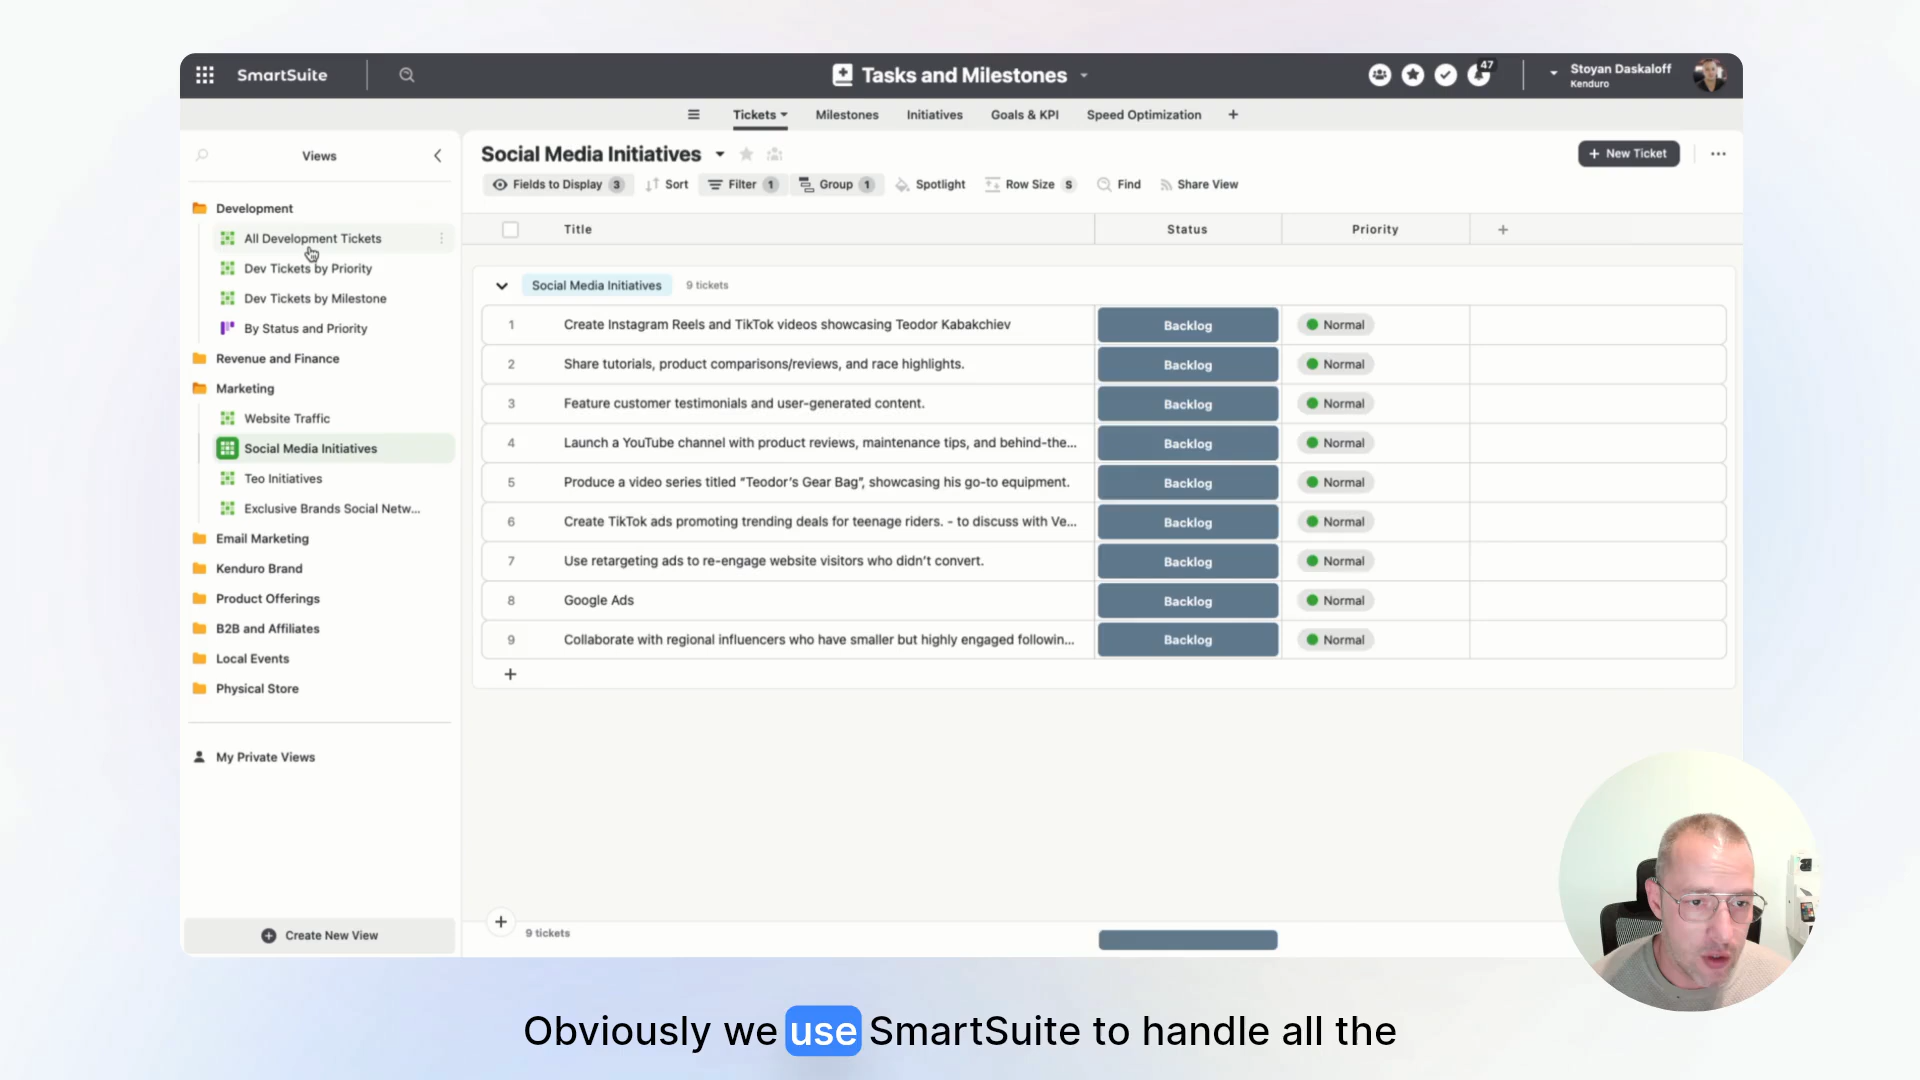 SmartSuite
Tasks and Milestones
47
Stoyan Daskaloff
Kenduro
Tickets
Milestones
Initiatives
Goals & KPI
Speed Optimization
+
Views
Development
All Development Tickets
Dev Tickets by Priority
Dev Tickets by Milestone
By Status and Priority
Revenue and Finance
Marketing
Website Traffic
Social Media Initiatives
Teo Initiatives
Exclusive Brands Social Netw...
Email Marketing
Kenduro Brand
Product Offerings
B2B and Affiliates
Local Events
Physical Store
My Private Views
Create New View
Social Media Initiatives
+ New Ticket
Fields to Display 3
Sort
Filter 1
Group 1
Spotlight
Row Size S
Find
Share View
Title Status Priority +
Social Media Initiatives 9 tickets
1 Create Instagram Reels and TikTok videos showcasing Teodor Kabakchiev Backlog Normal
2 Share tutorials, product comparisons/reviews, and race highlights. Backlog Normal
3 Feature customer testimonials and user-generated content. Backlog Normal
4 Launch a YouTube channel with product reviews, maintenance tips, and behind-the... Backlog Normal
5 Produce a video series titled “Teodor’s Gear Bag”, showcasing his go-to equipment. Backlog Normal
6 Create TikTok ads promoting trending deals for teenage riders. - to discuss with Ve... Backlog Normal
7 Use retargeting ads to re-engage website visitors who didn’t convert. Backlog Normal
8 Google Ads Backlog Normal
9 Collaborate with regional influencers who have smaller but highly engaged followin... Backlog Normal
+
+ 9 tickets
Obviously we use SmartSuite to handle all the